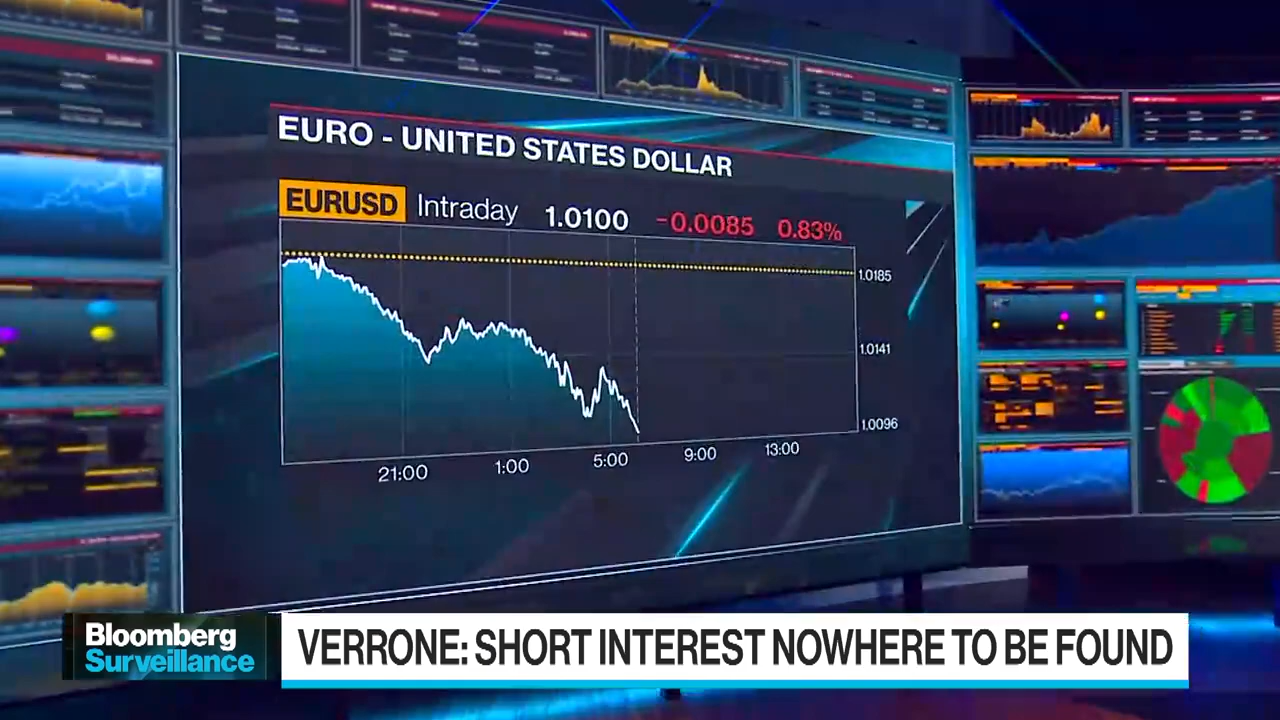 EURO - UNITED STATES DOLLAR
EURUSD Intraday 1.0100 -0.0085 0.83%
1.0185
1.0141
1.0096
21:00 1:00 5:00 9:00 13:00
Bloomberg
Surveillance
VERRONE: SHORT INTEREST NOWHERE TO BE FOUND